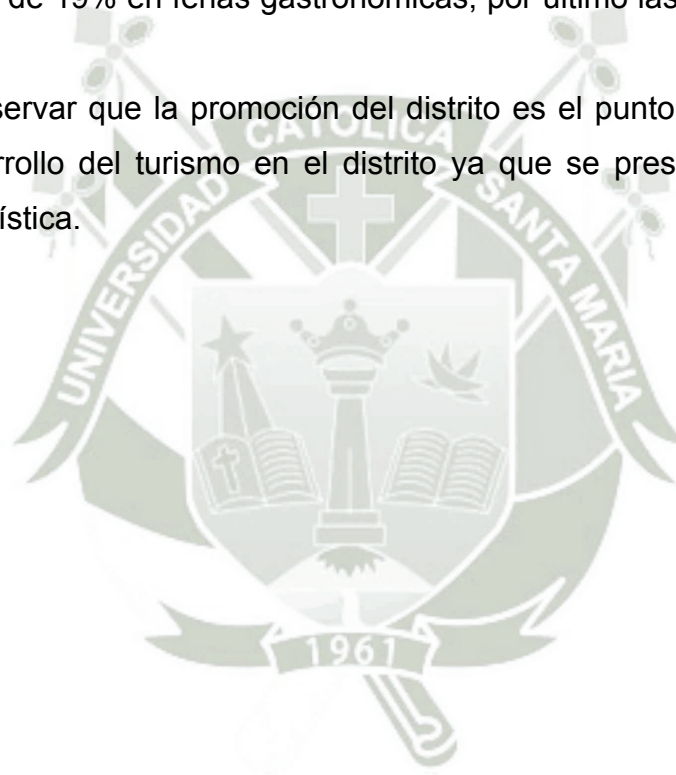 de 19% en ferias gastronómicas, por último las
servar que la promoción del distrito es el punto
rrollo del turismo en el distrito ya que se pres
ística.
CATOLICA
UNIVERSIDAD
SANTA MARIA
1961